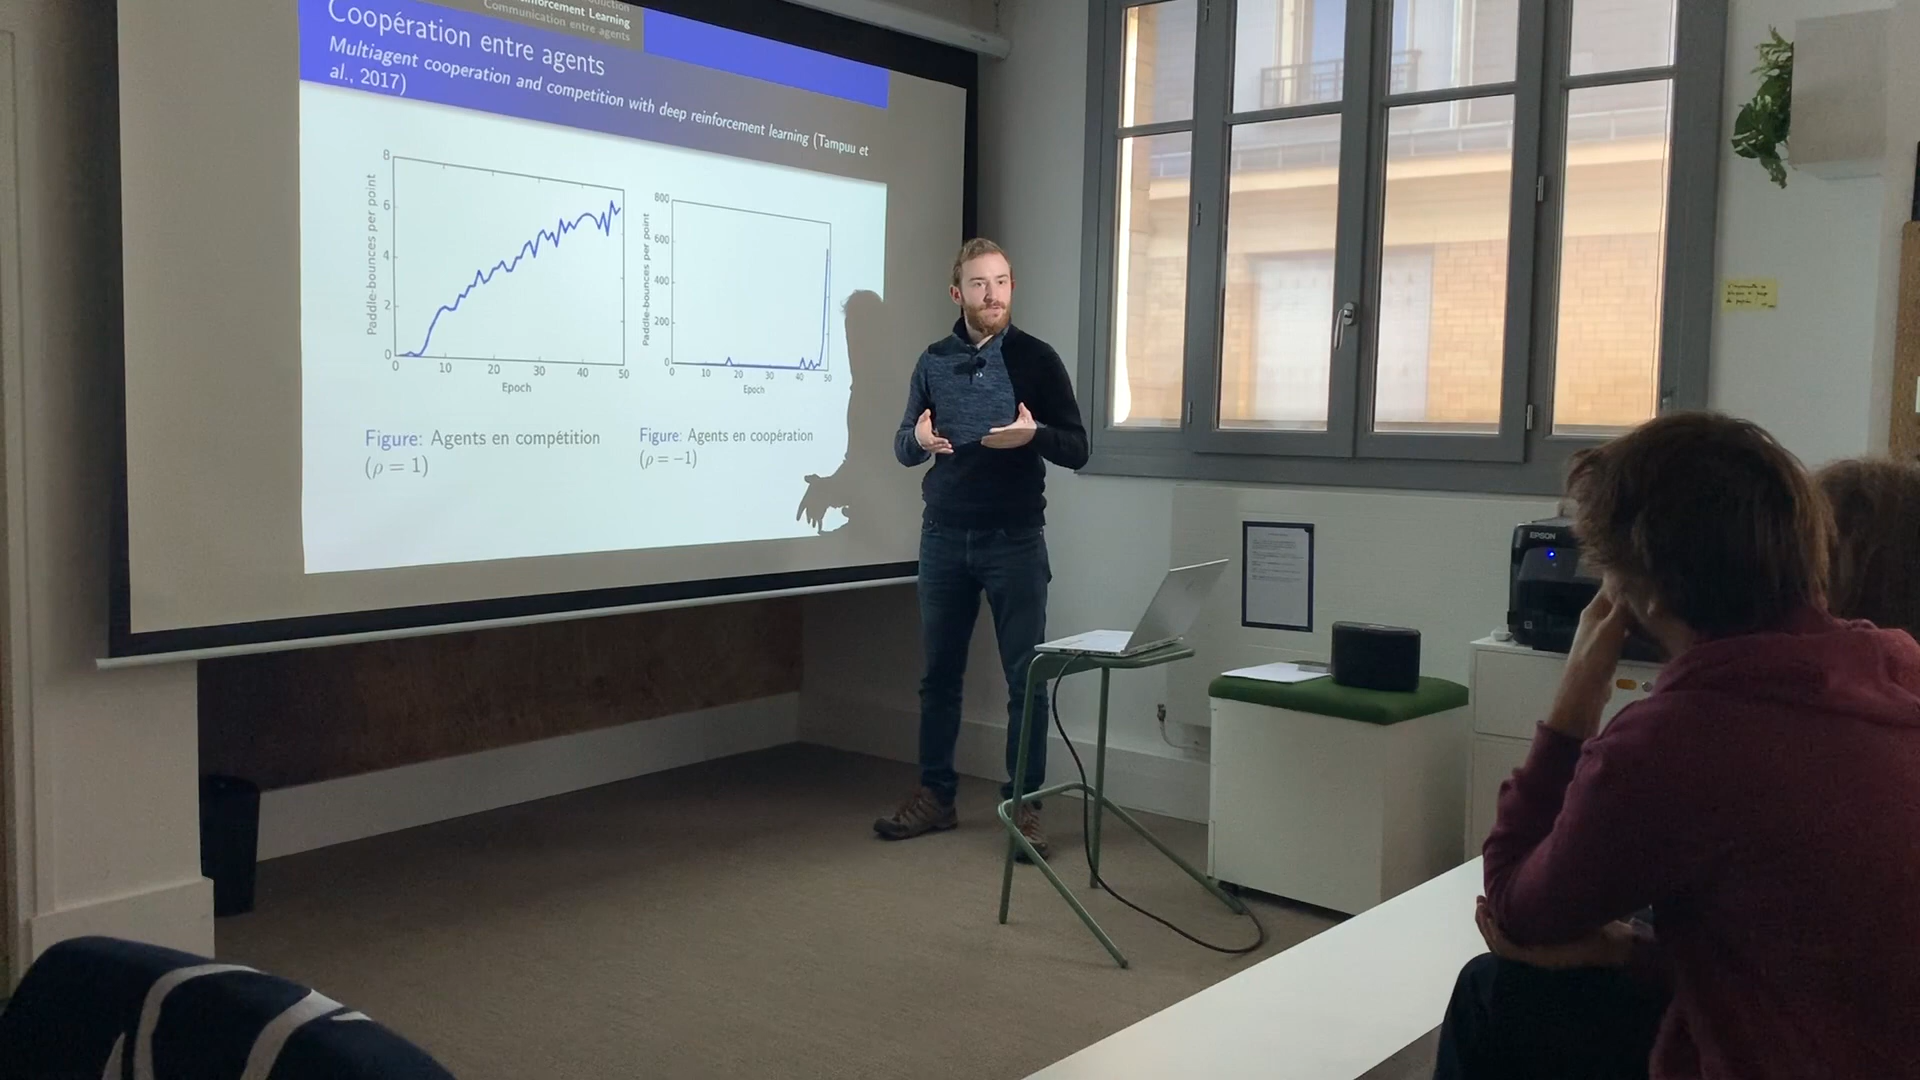 Reinforcement Learning
Communication entre agents
Coopération entre agents
Multiagent cooperation and competition with deep reinforcement learning (Tampuu et
al., 2017)
8
6
4
2
0
Paddle-bounces per point
0 10 20 30 40 50
Epoch
800
600
400
200
0
Paddle-bounces per point
0 10 20 30 40 50
Epoch
Figure: Agents en compétition
(ρ = 1)
Figure: Agents en coopération
(ρ = −1)
EPSON